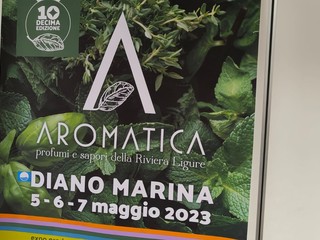 10
DECIMA
EDIZIONE
AROMATICA
profumi e sapori della Riviera Ligure
DIANO MARINA
5 - 6 - 7 maggio 2023